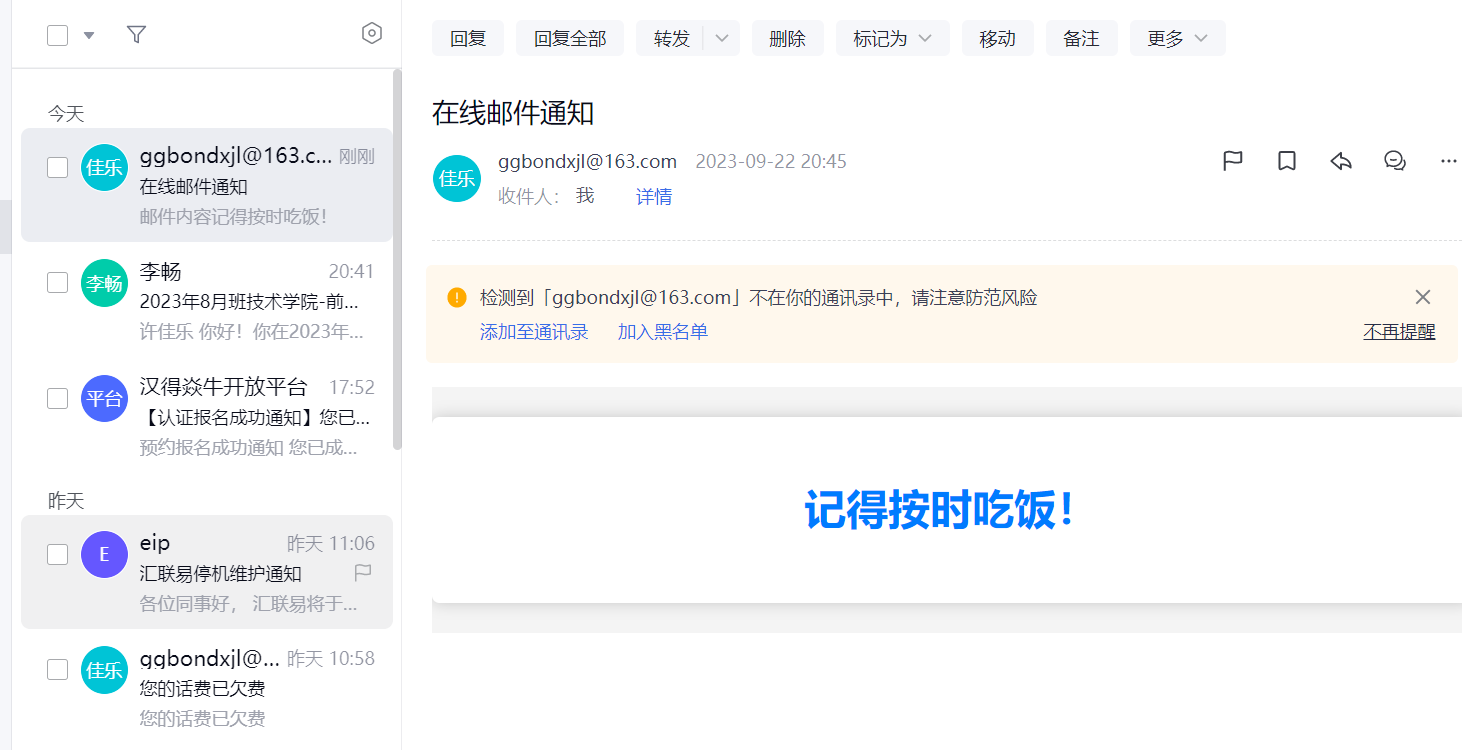 今天
佳乐
ggbondxjl@163.c... 刚刚
在线邮件通知
邮件内容记得按时吃饭！
李畅
李畅 20:41
2023年8月班技术学院-前...
许佳乐 你好！你在2023年...
平台
汉得焱牛开放平台 17:52
【认证报名成功通知】您已...
预约报名成功通知 您已成...
昨天
E
eip 昨天 11:06
汇联易停机维护通知
各位同事好， 汇联易将于...
佳乐
ggbondxjl@... 昨天 10:58
您的话费已欠费
您的话费已欠费
回复 回复全部 转发 删除 标记为 移动 备注 更多
在线邮件通知
佳乐
ggbondxjl@163.com 2023-09-22 20:45
收件人： 我 详情
检测到「ggbondxjl@163.com」不在你的通讯录中，请注意防范风险
添加至通讯录 加入黑名单 不再提醒
记得按时吃饭！